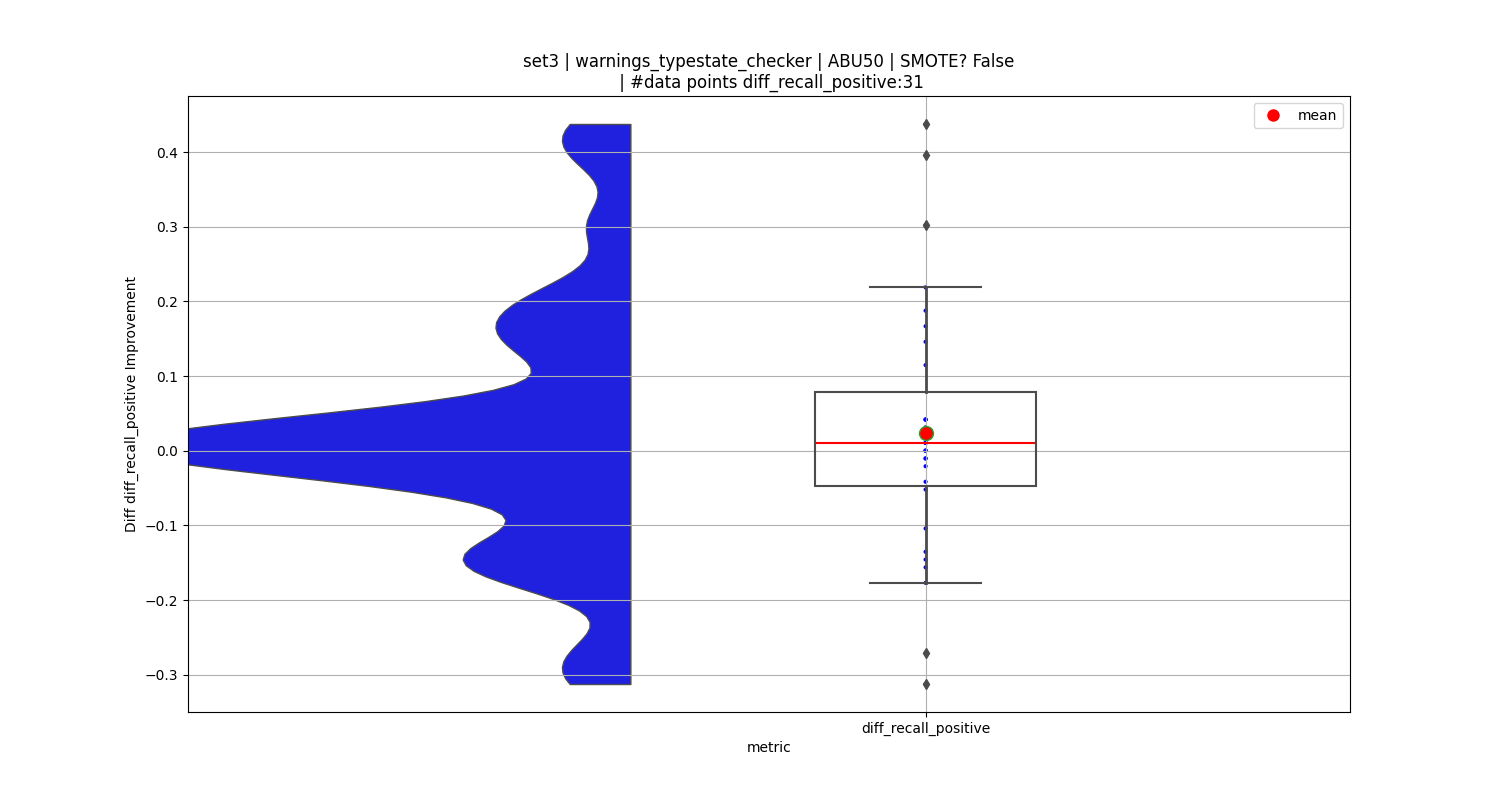 set3 | warnings_typestate_checker | ABU50 | SMOTE? False
| #data points diff_recall_positive:31
mean
0.4
0.3
0.2
0.1
0.0
−0.1
−0.2
−0.3
Diff diff_recall_positive Improvement
diff_recall_positive
metric